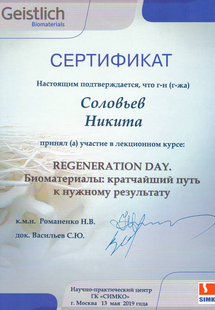 Geistlich
Biomaterials
СЕРТИФИКАТ
Настоящим подтверждается, что г-н (г-жа)
Соловьев
Никита
принял (а) участие в лекционном курсе:
REGENERATION DAY.
Биоматериалы: кратчайший путь
к нужному результату
к.м.н. Романенко Н.В.
док. Васильев С.Ю.
Научно-практический центр
ГК «СИМКО»
г. Москва 13 мая 2019 года
SIMKO